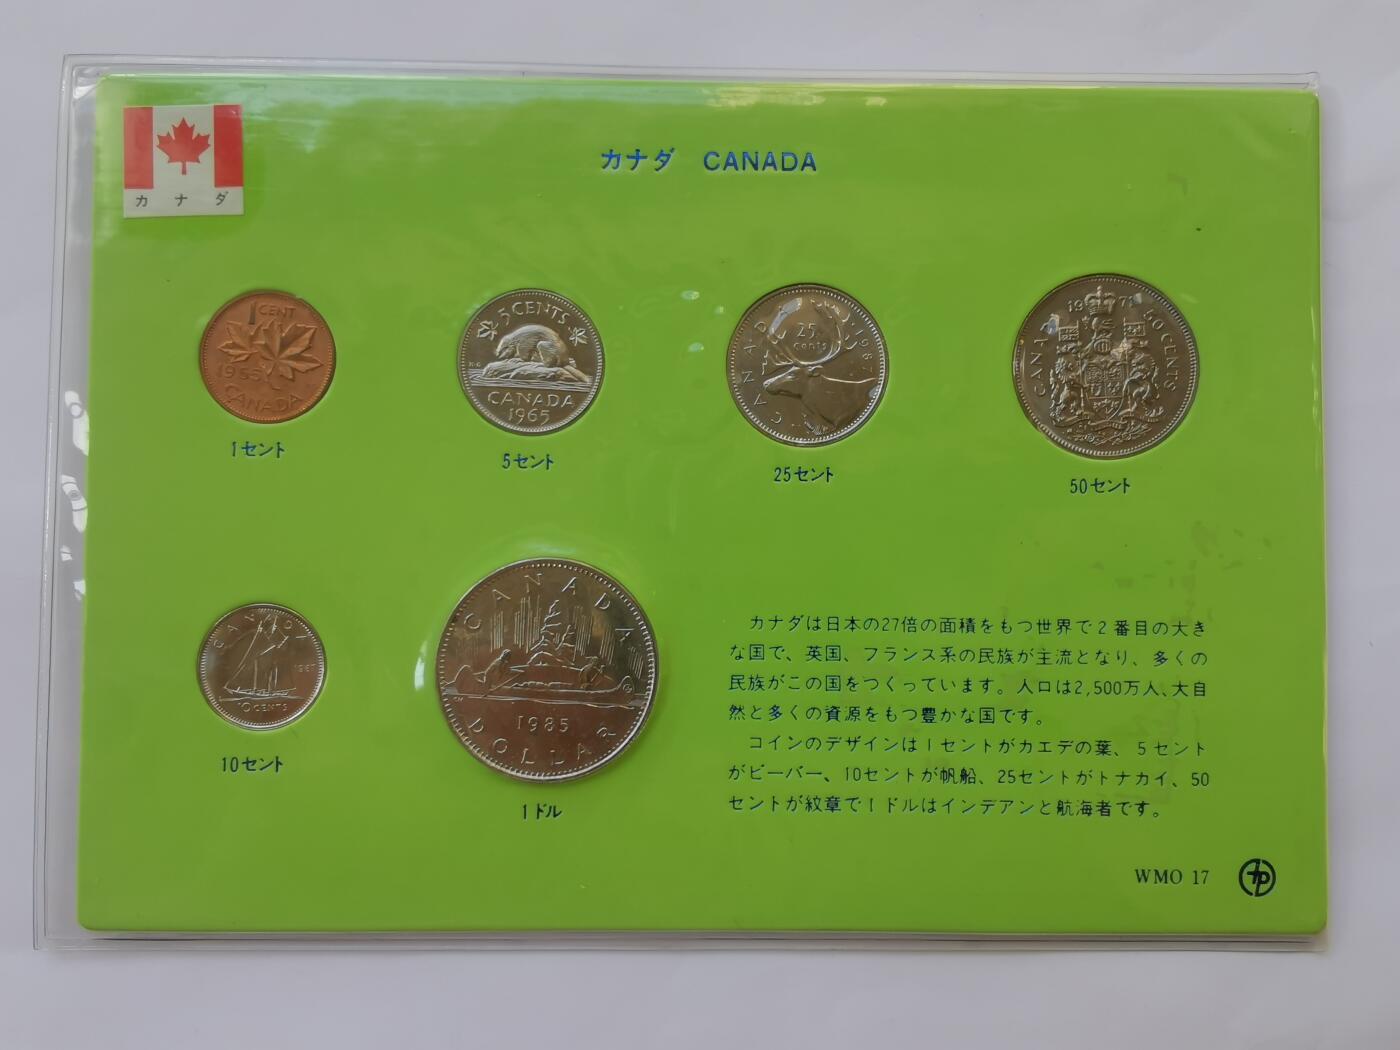 カナダ
カナダ CANADA
1 CENT
1965
CANADA
1セント
5 CENTS
CANADA
1965
5セント
CANADA
25
cents
25セント
CANADA
50 CENTS
50セント
CANADA
10 CENTS
10セント
CANADA
1985
DOLLAR
1ドル
カナダは日本の27倍の面積をもつ世界で2番目の大き
な国で、英国、フランス系の民族が主流となり、多くの
民族がこの国をつくっています。人口は2,500万人、大自
然と多くの資源をもつ豊かな国です。
コインのデザインは1セントがカエデの葉、5セント
がビーバー、10セントが帆船、25セントがトナカイ、50
セントが紋章で1ドルはインデアンと航海者です。
WMO 17